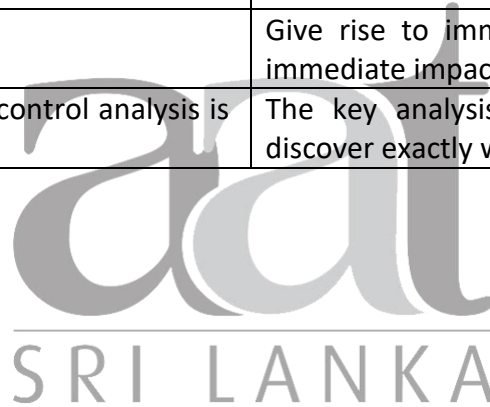 Give rise to imm
immediate impac
control analysis is
The key analysis
discover exactly w
aat
SRI LANKA